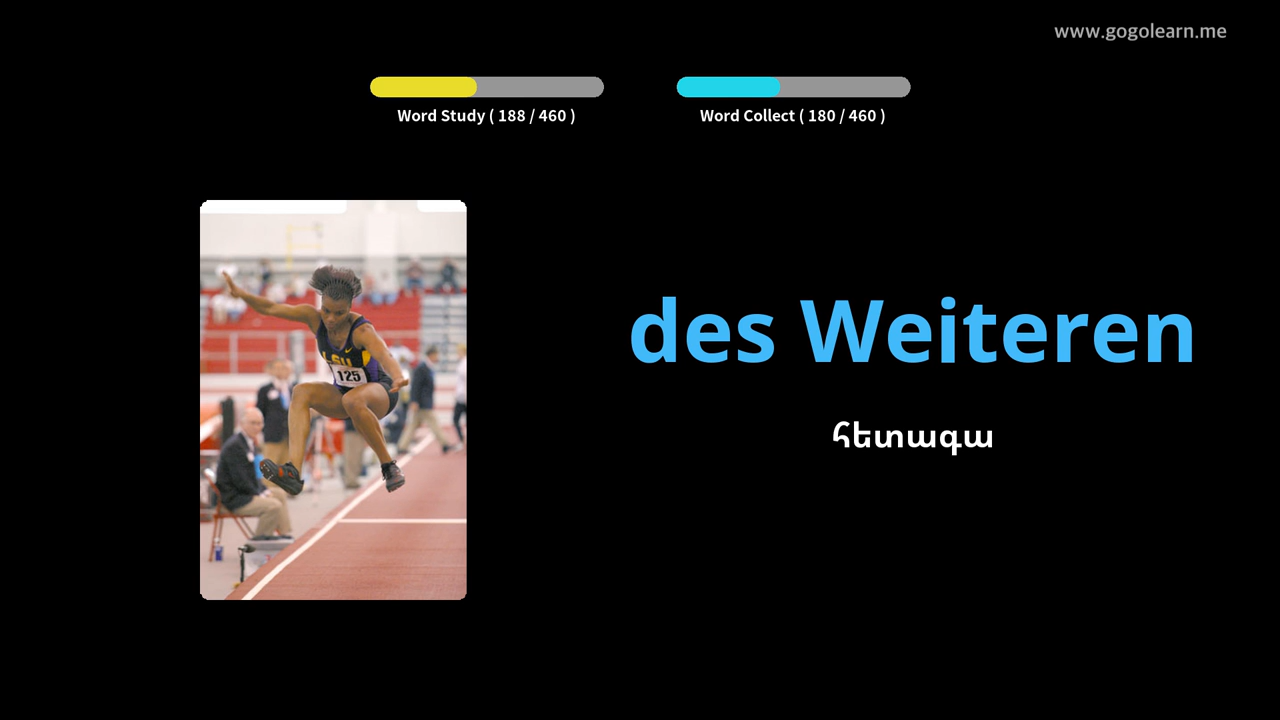 www.gogolearn.me
Word Study ( 188 / 460 )
Word Collect ( 180 / 460 )
des Weiteren
հետագա
LSU
125